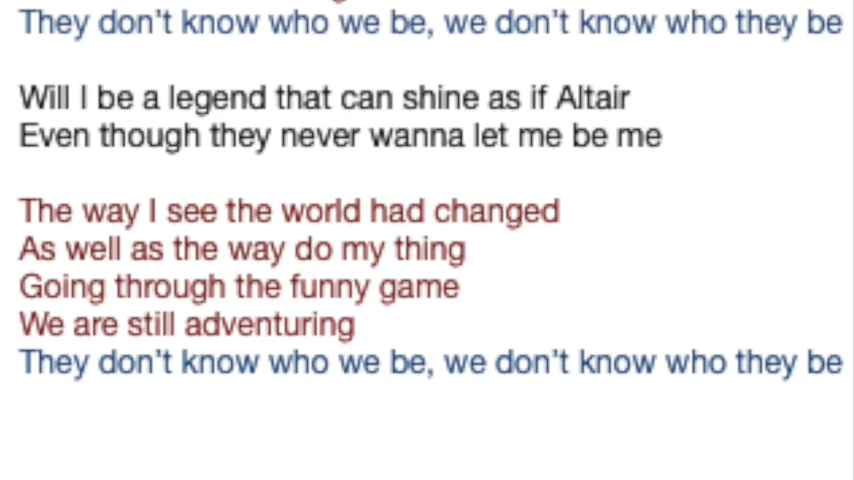 They don't know who we be, we don't know who they be
Will I be a legend that can shine as if Altair
Even though they never wanna let me be me
The way I see the world had changed
As well as the way do my thing
Going through the funny game
We are still adventuring
They don't know who we be, we don't know who they be